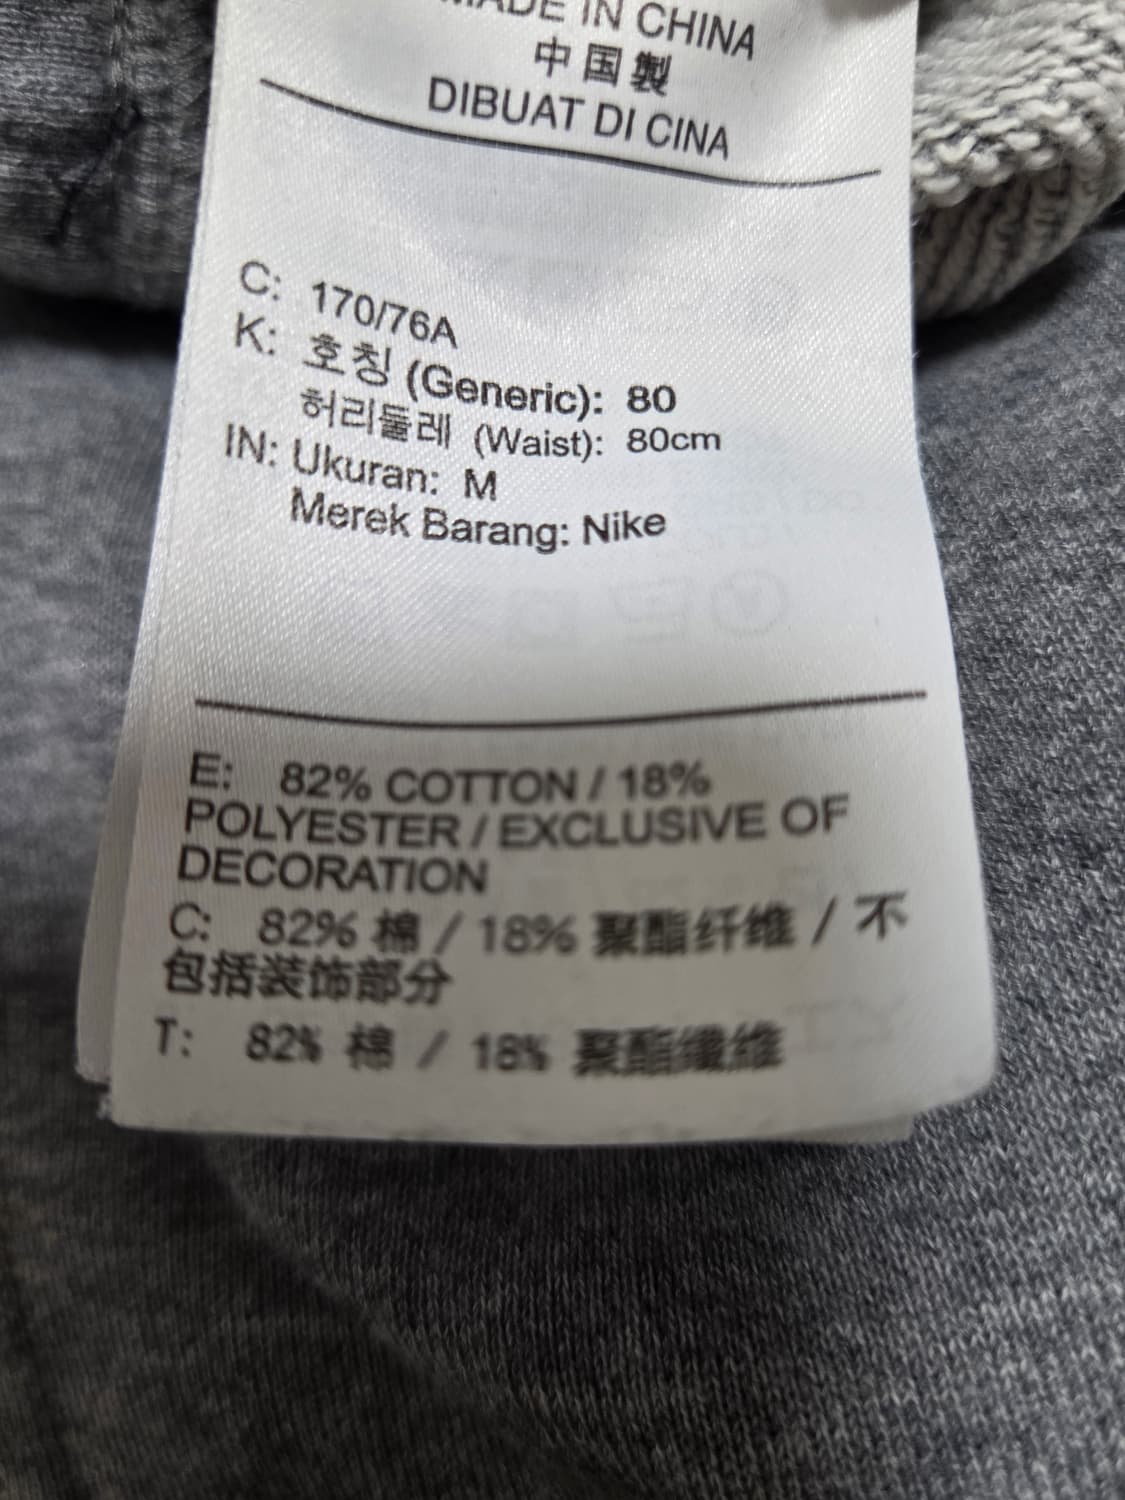 MADE IN CHINA
中国製
DIBUAT DI CINA
C: 170/76A
K: 호칭 (Generic): 80
허리둘레 (Waist): 80cm
IN: Ukuran: M
Merek Barang: Nike
E: 82% COTTON / 18%
POLYESTER / EXCLUSIVE OF
DECORATION
C: 82% 棉 / 18% 聚酯纤维 / 不
包括装饰部分
T: 82% 棉 / 18% 聚酯纖維